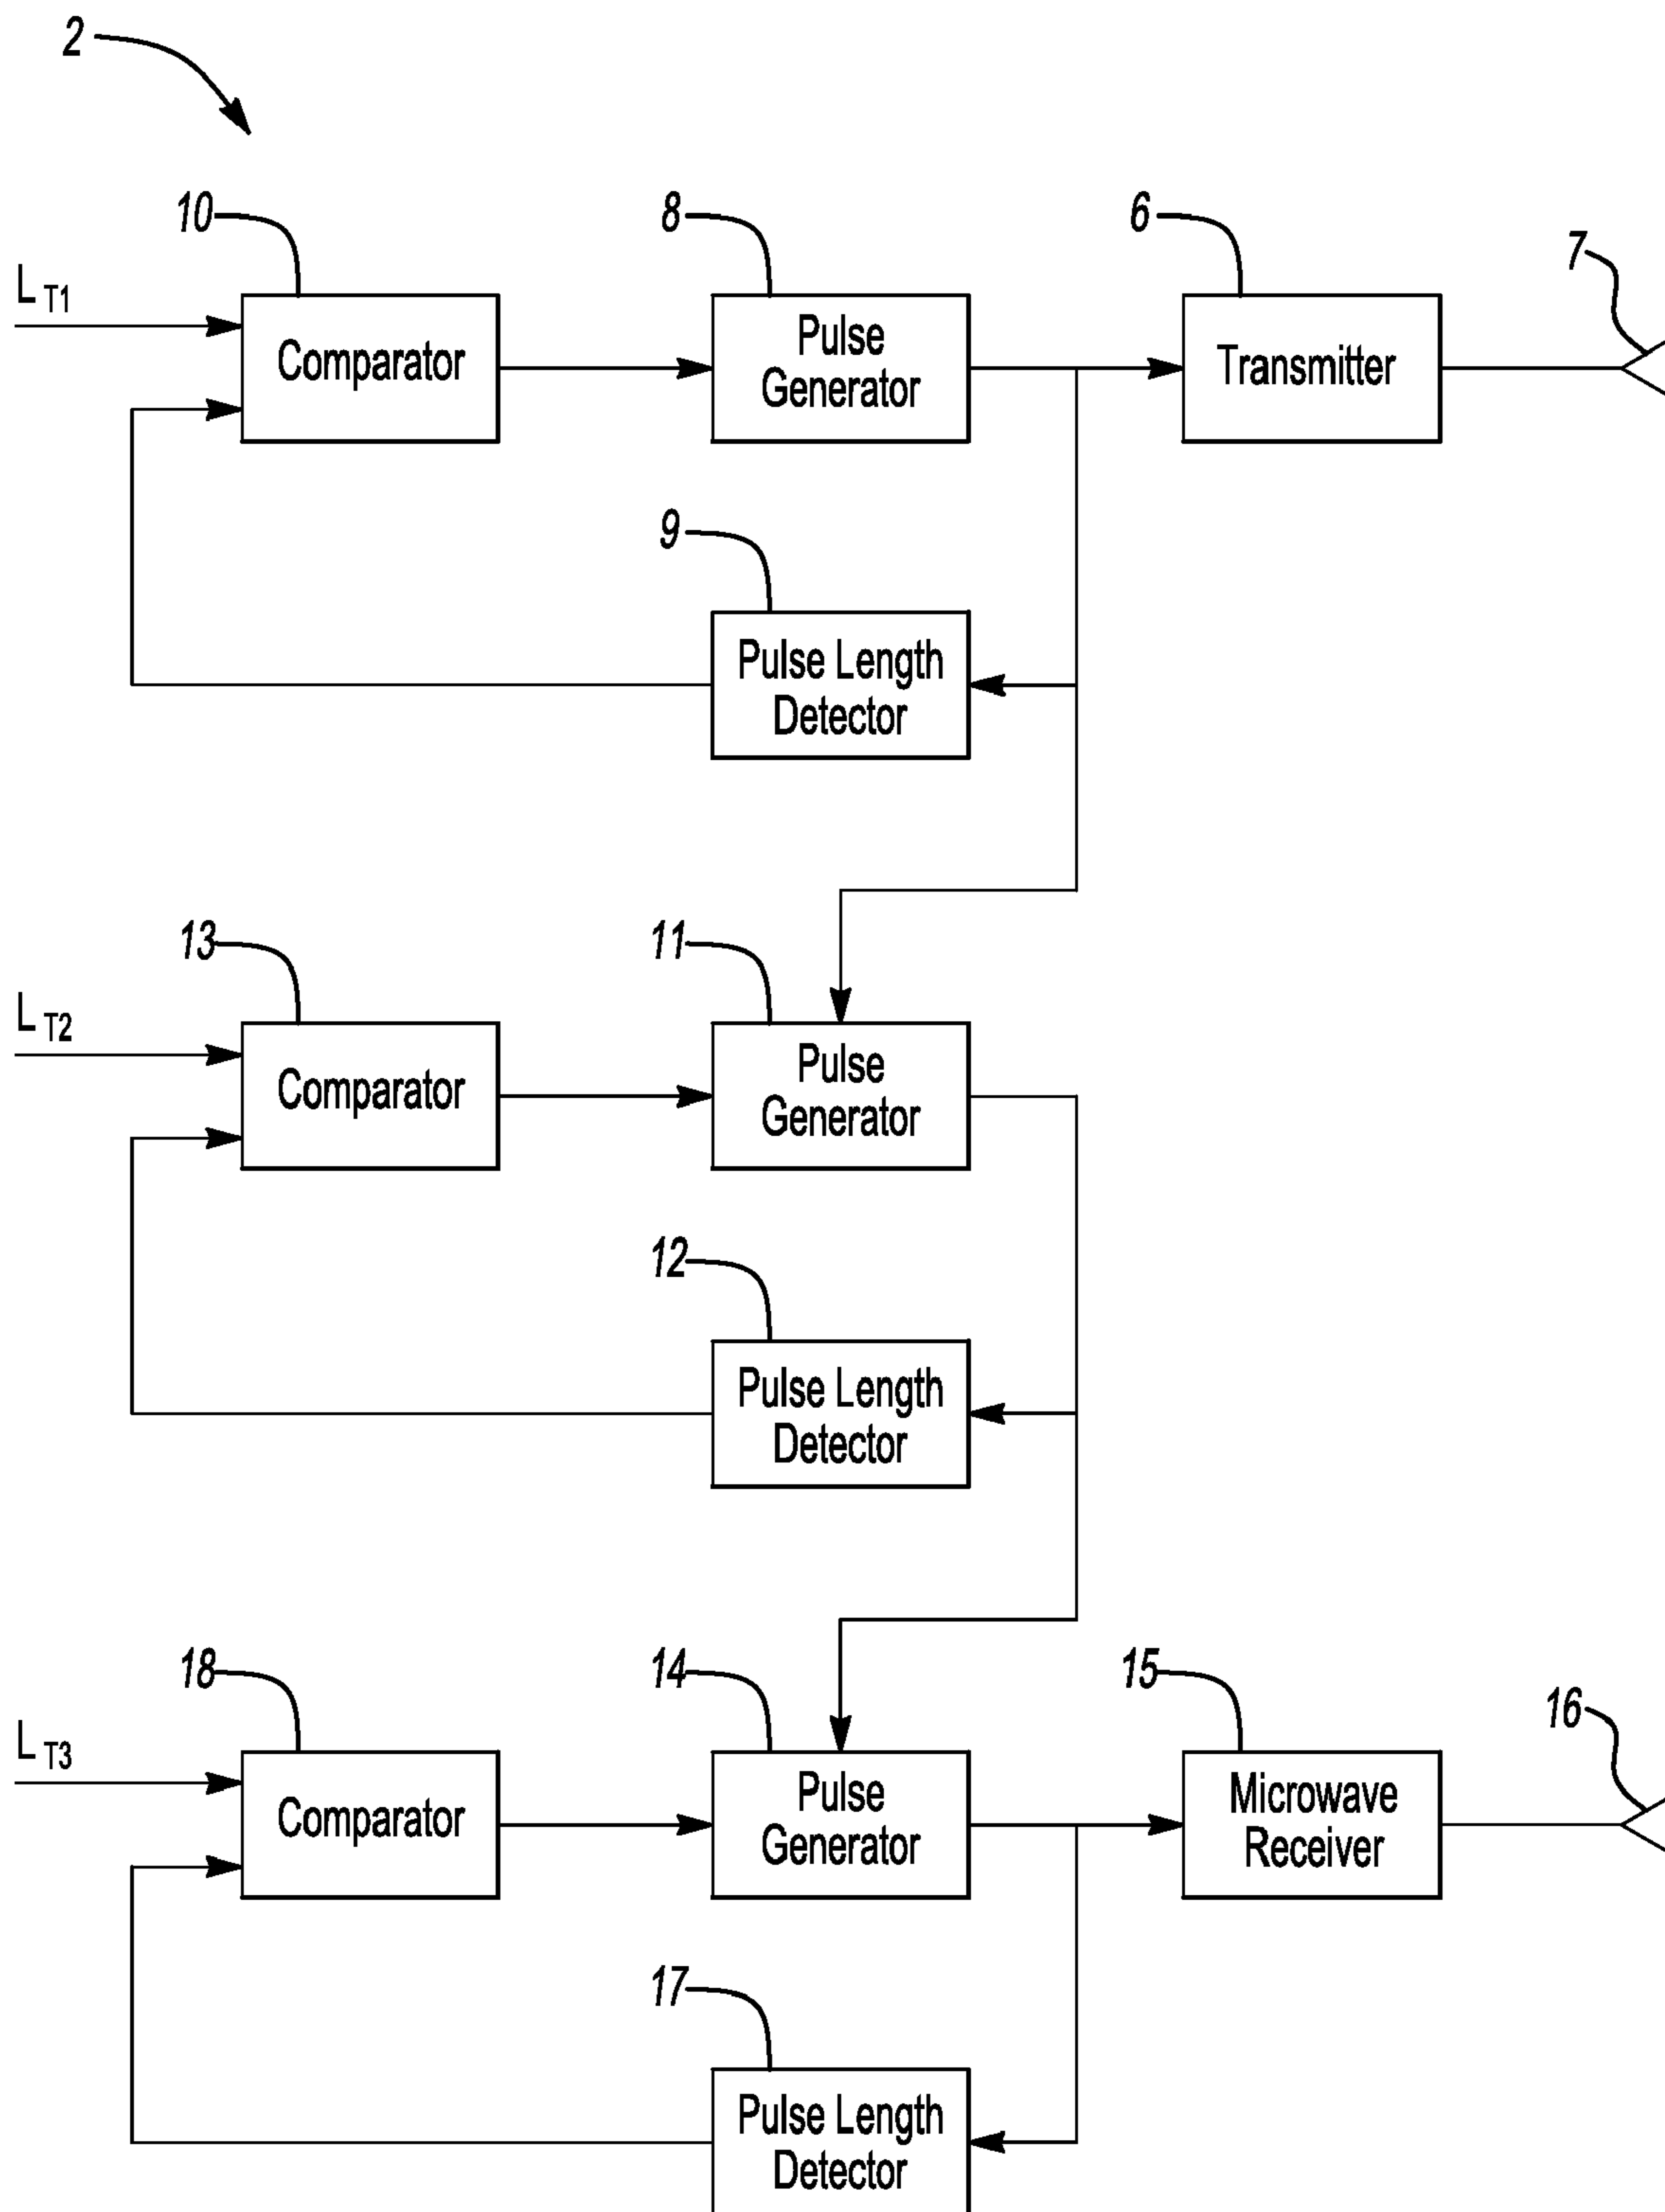 2
10
8
6
7
L T1
Comparator
Pulse
Generator
Transmitter
9
Pulse Length
Detector
13
11
L T2
Comparator
Pulse
Generator
12
Pulse Length
Detector
18
14
15
16
L T3
Comparator
Pulse
Generator
Microwave
Receiver
17
Pulse Length
Detector